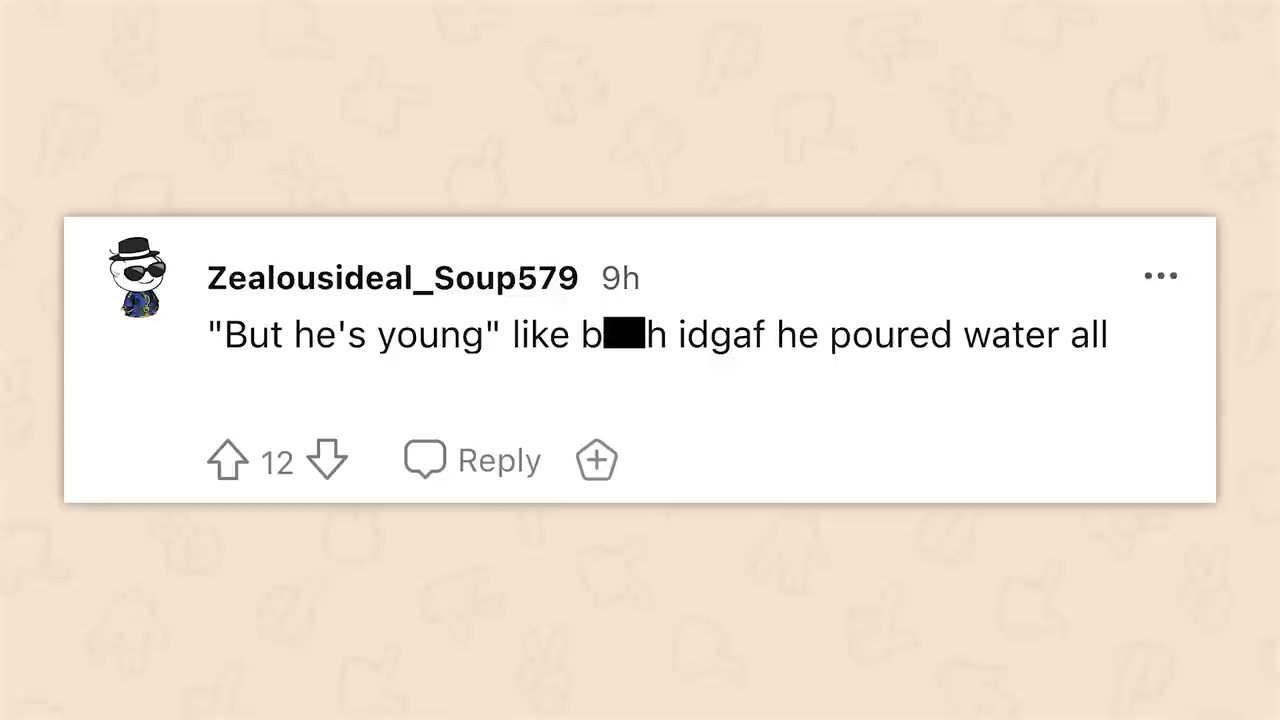 Zealousideal_Soup579 9h
"But he's young" like b███h idgaf he poured water all
12 Reply